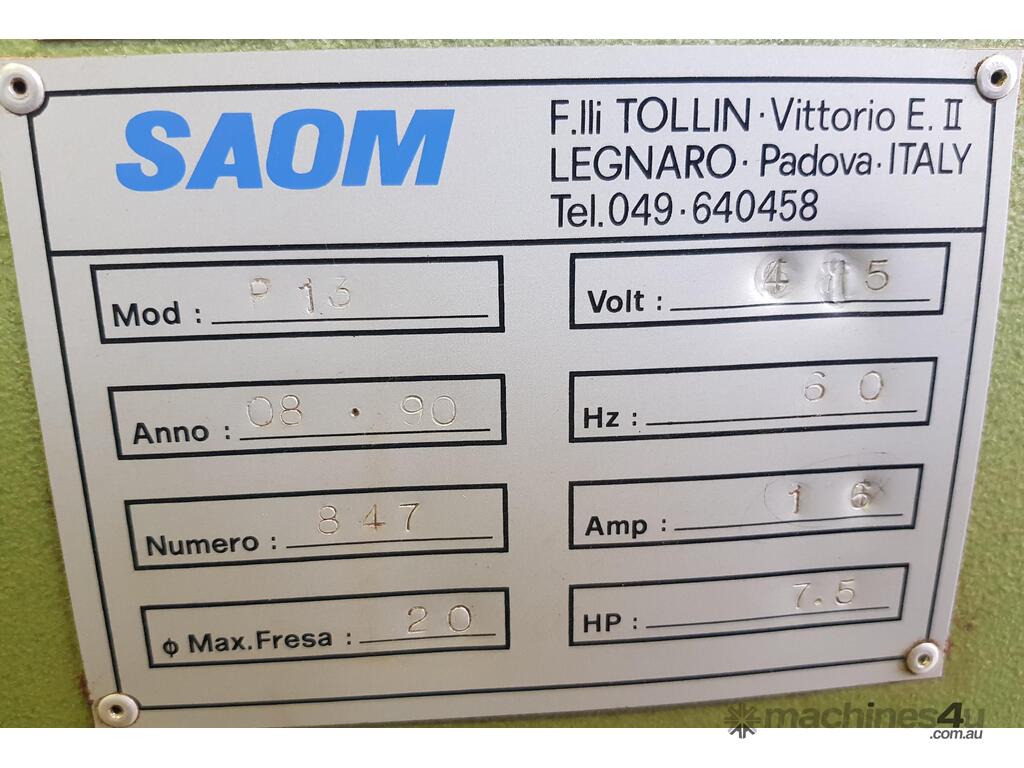 SAOM
F.lli TOLLIN · Vittorio E. II
LEGNARO · Padova · ITALY
Tel. 049 · 640458
Mod : P 13
Volt : 415
Anno : 08 . 90
Hz : 60
Numero : 847
Amp : 16
φ Max. Fresa : 20
HP : 7.5
machines4u
.com.au